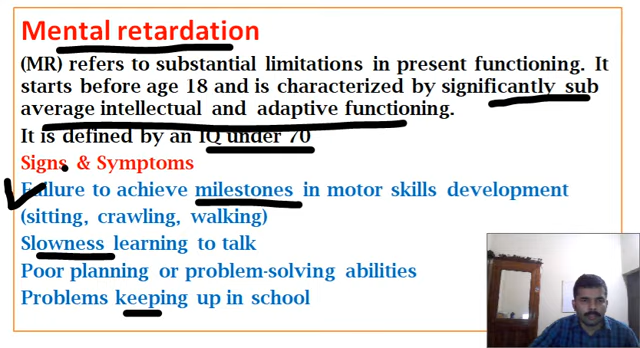 Mental retardation
(MR) refers to substantial limitations in present functioning. It
starts before age 18 and is characterized by significantly sub
average intellectual and adaptive functioning.
It is defined by an IQ under 70
Signs & Symptoms
Failure to achieve milestones in motor skills development
(sitting, crawling, walking)
Slowness learning to talk
Poor planning or problem-solving abilities
Problems keeping up in school